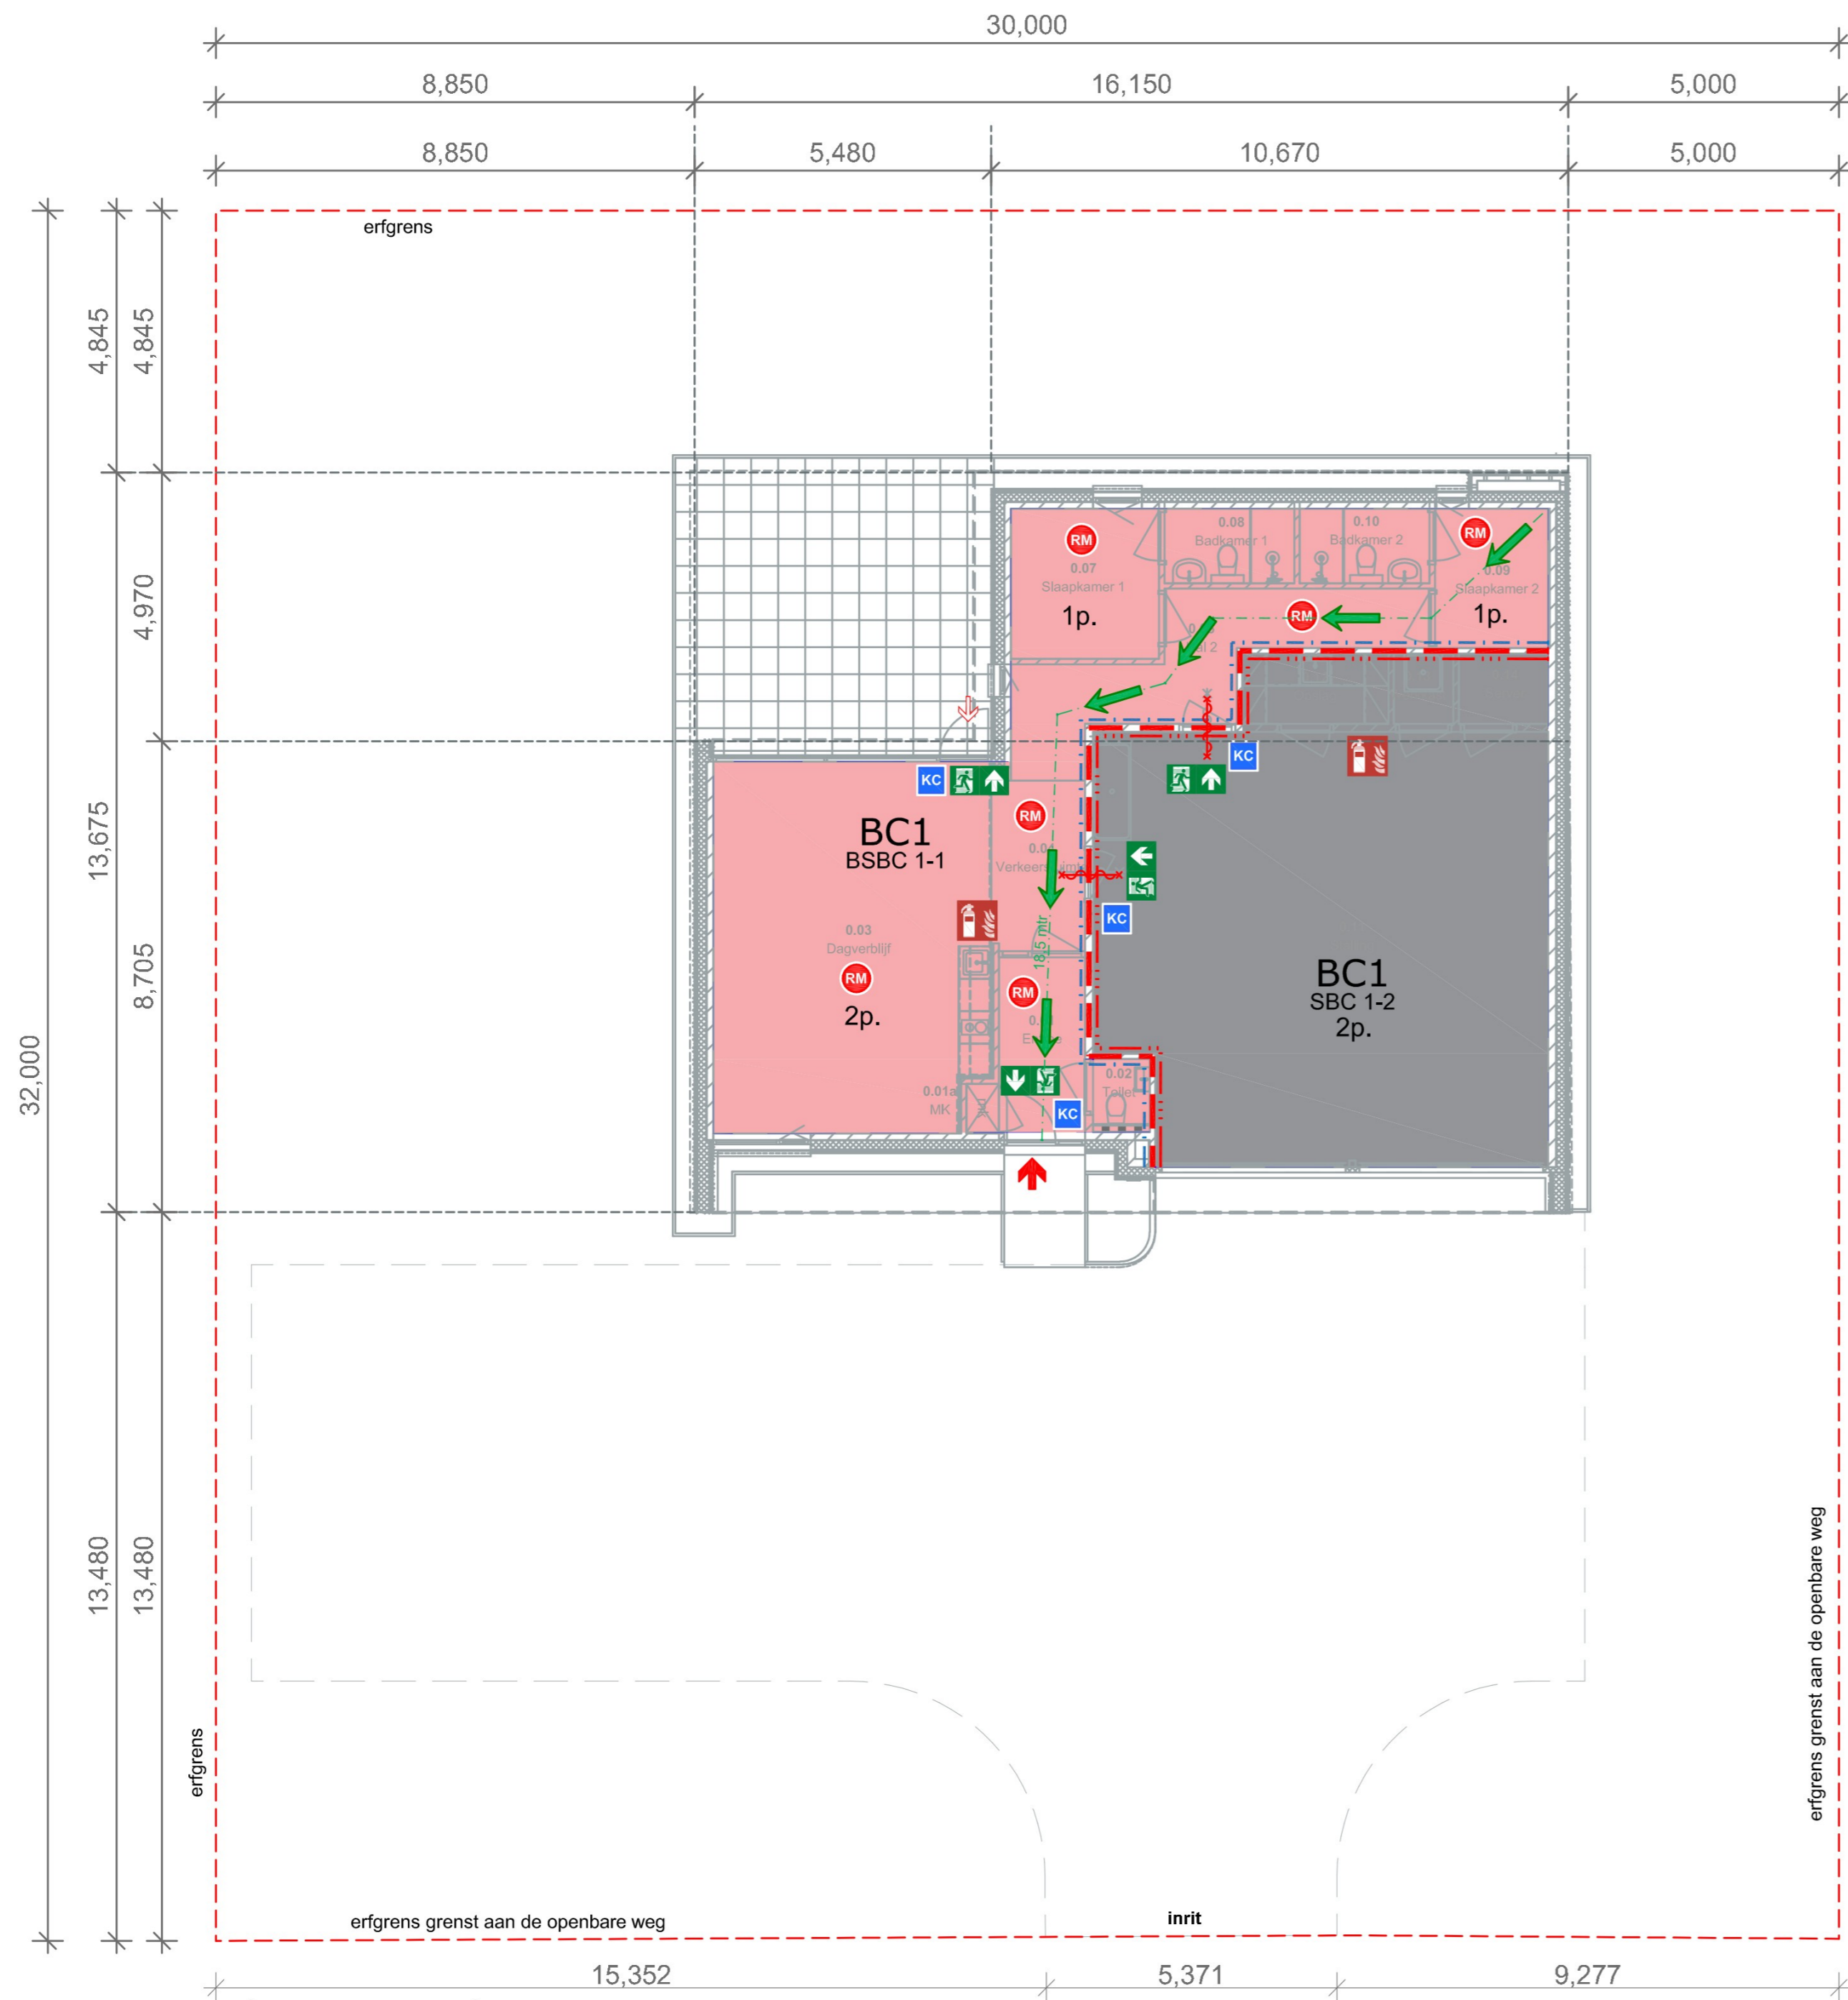 30,000
8,850
16,150
5,000
8,850
5,480
10,670
5,000
erfgrens
4,845
4,845
4,970
13,675
8,705
32,000
13,480
13,480
RM
0.07
Slaapkamer 1
1p.
0.08
Badkamer 1
0.10
Badkamer 2
RM
0.09
Slaapkamer 2
1p.
RM
KC
KC
BC1
BSBC 1-1
RM
KC
0.03
Dagverblijf
RM
2p.
18,5 mtr
RM
BC1
SBC 1-2
2p.
0.01a
MK
KC
0.02
Toilet
erfgrens
erfgrens grenst aan de openbare weg
erfgrens grenst aan de openbare weg
inrit
15,352
5,371
9,277